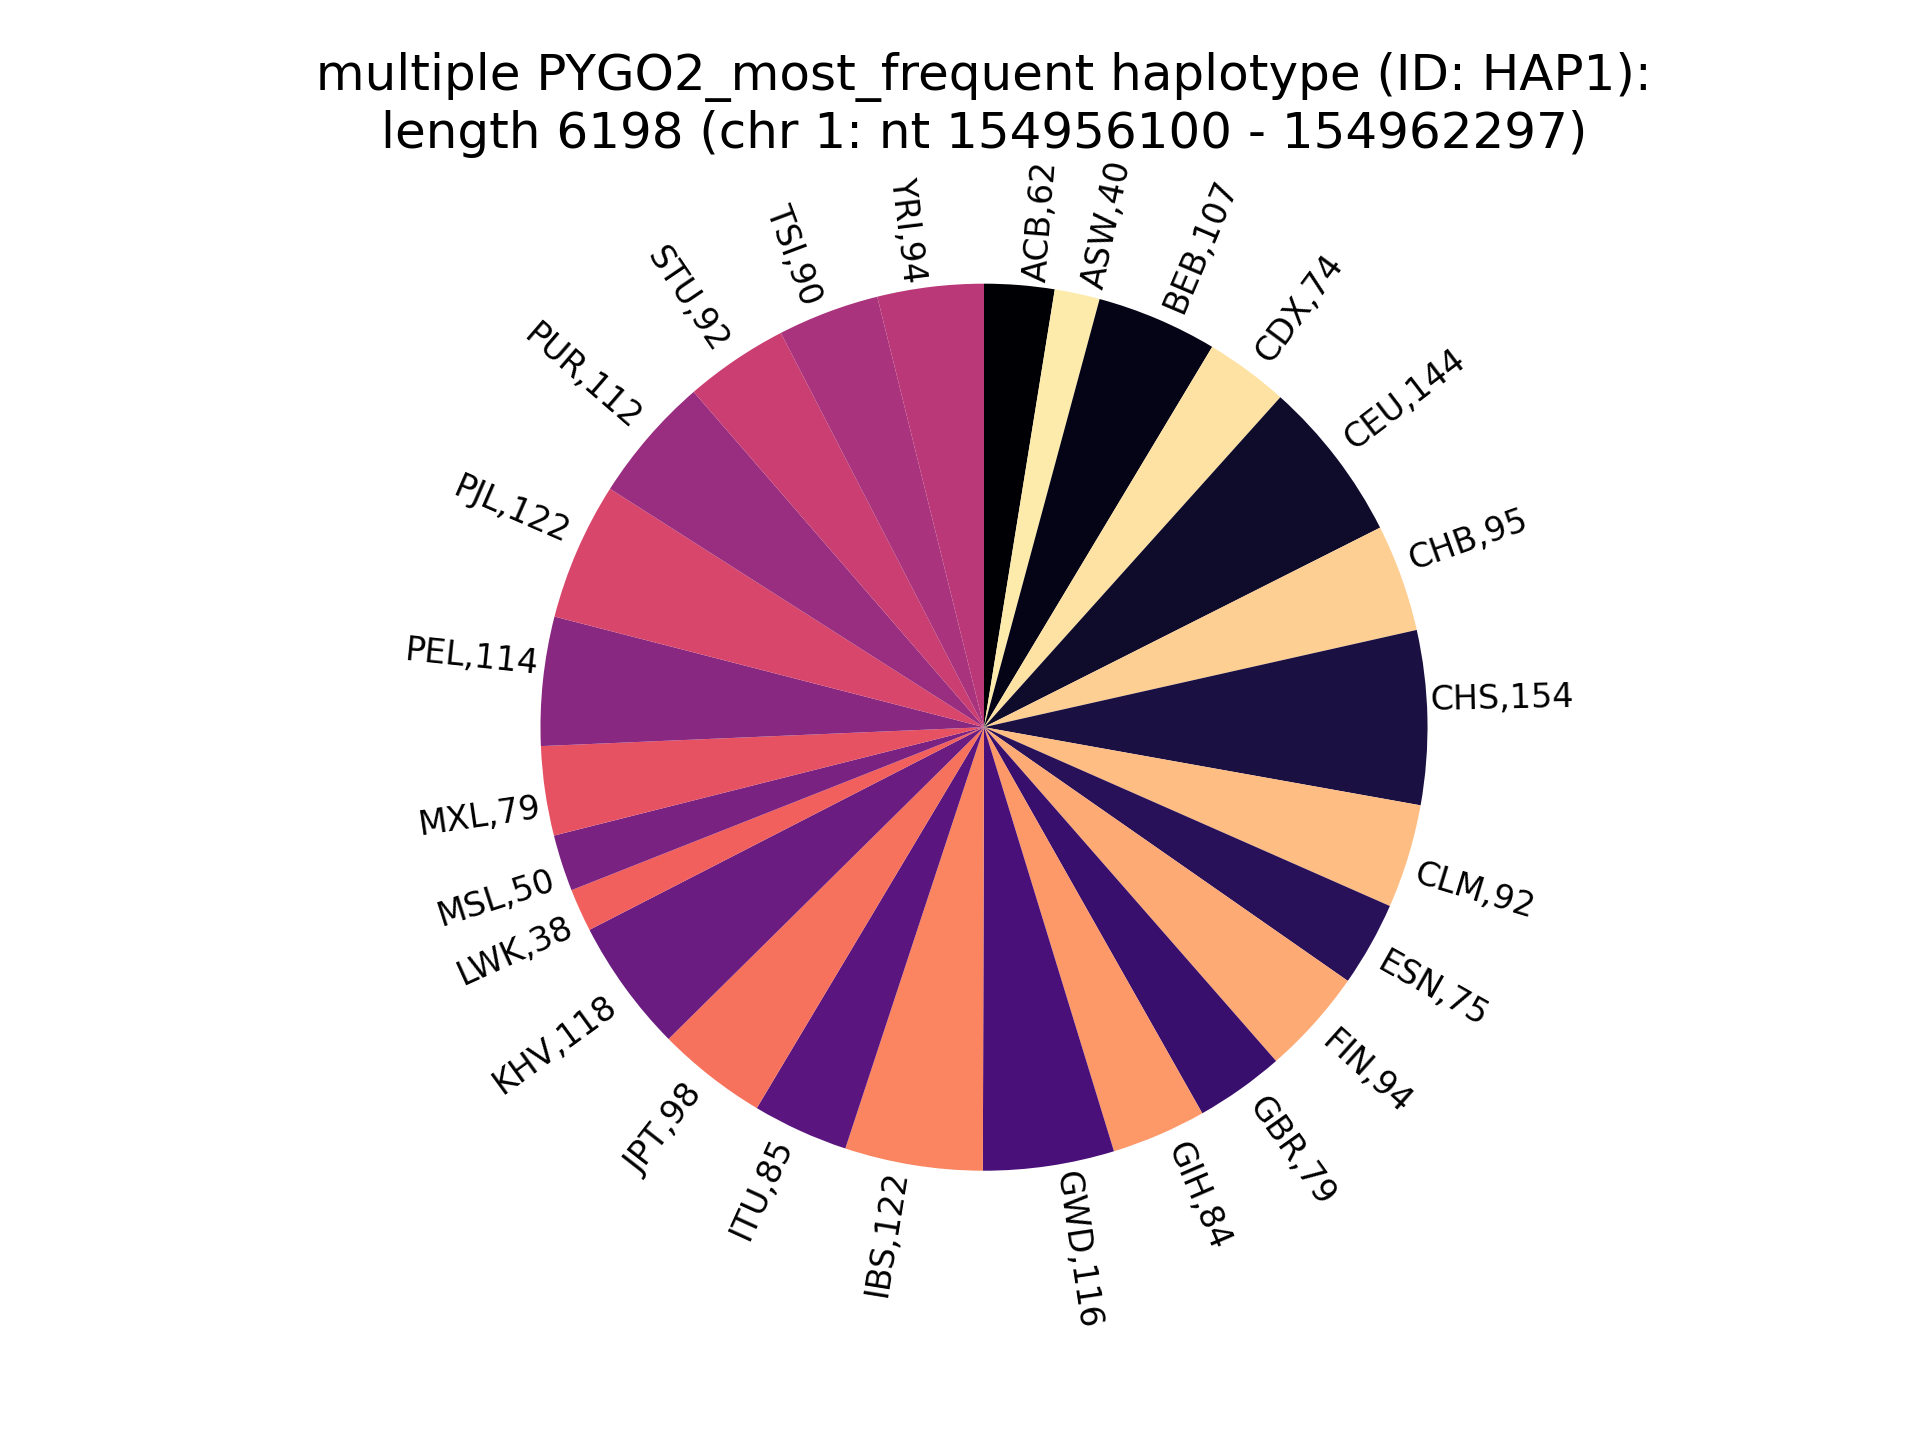 multiple PYGO2_most_frequent haplotype (ID: HAP1):
length 6198 (chr 1: nt 154956100 - 154962297)
ACB,62
ASW,40
BEB,107
CDX,74
CEU,144
CHB,95
CHS,154
CLM,92
ESN,75
FIN,94
GBR,79
GIH,84
GWD,116
IBS,122
ITU,85
JPT,98
KHV,118
LWK,38
MSL,50
MXL,79
PEL,114
PJL,122
PUR,112
STU,92
TSI,90
YRI,94